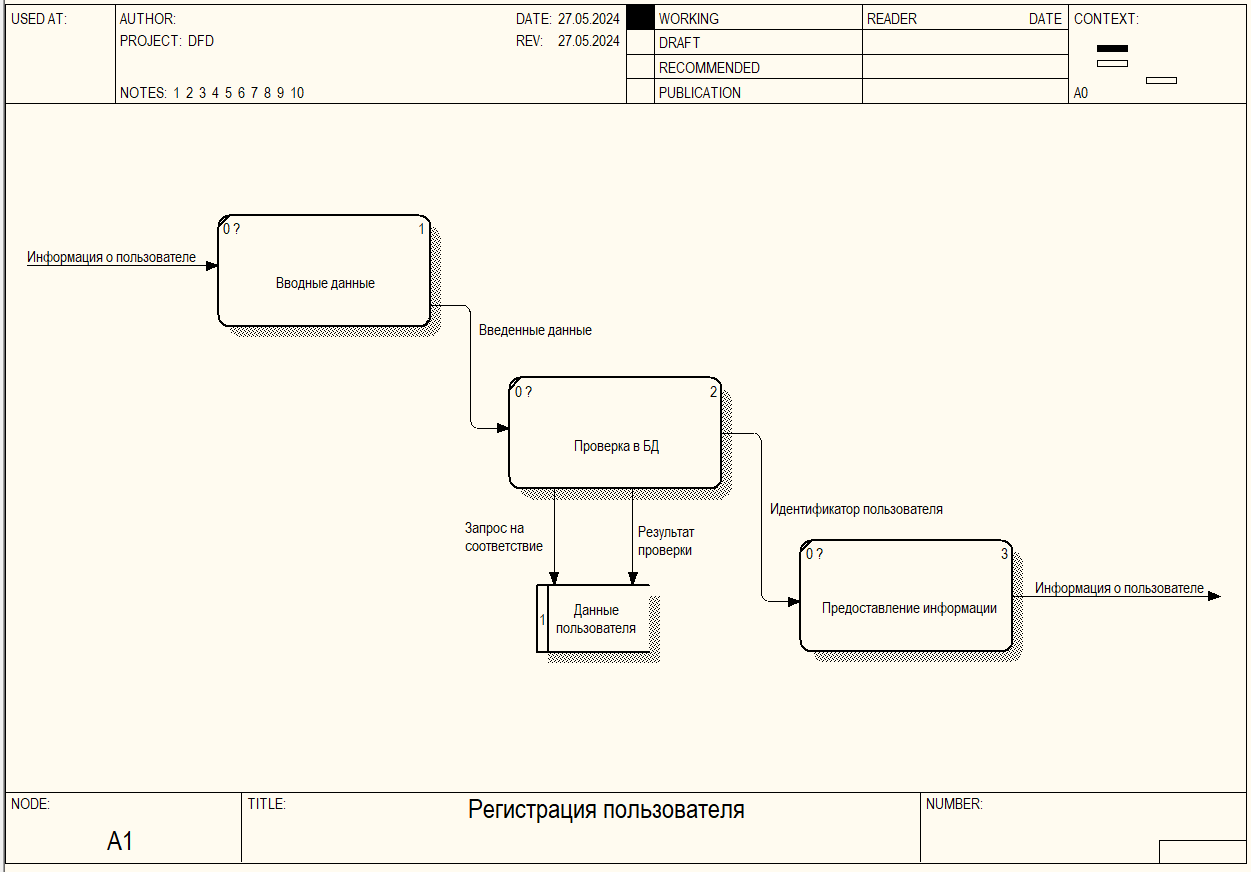 USED AT:
AUTHOR:
DATE: 27.05.2024
PROJECT: DFD
REV: 27.05.2024
NOTES: 1 2 3 4 5 6 7 8 9 10
WORKING
DRAFT
RECOMMENDED
PUBLICATION
READER
DATE
CONTEXT:
A0
Информация о пользователе
0 ?
1
Вводные данные
Введенные данные
0 ?
2
Проверка в БД
Запрос на
соответствие
Результат
проверки
1
Данные
пользователя
Идентификатор пользователя
0 ?
3
Предоставление информации
Информация о пользователе
NODE:
A1
TITLE:
Регистрация пользователя
NUMBER: